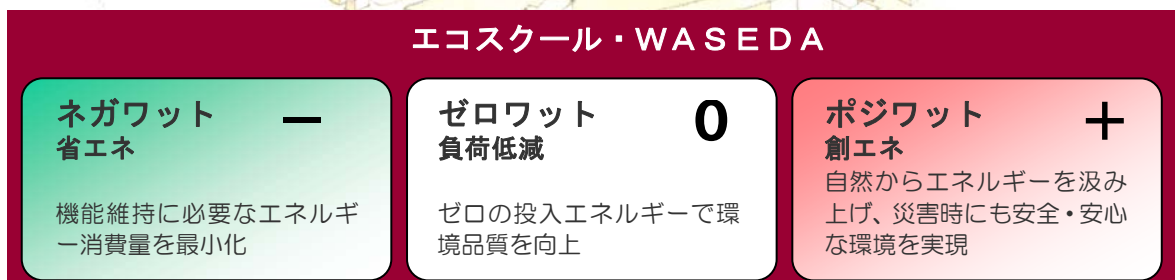 エコスクール・ＷＡＳＥＤＡ
ネガワット －
省エネ
機能維持に必要なエネルギ
ー消費量を最小化
ゼロワット 0
負荷低減
ゼロの投入エネルギーで環
境品質を向上
ポジワット ＋
創エネ
自然からエネルギーを汲み
上げ、災害時にも安全・安心
な環境を実現